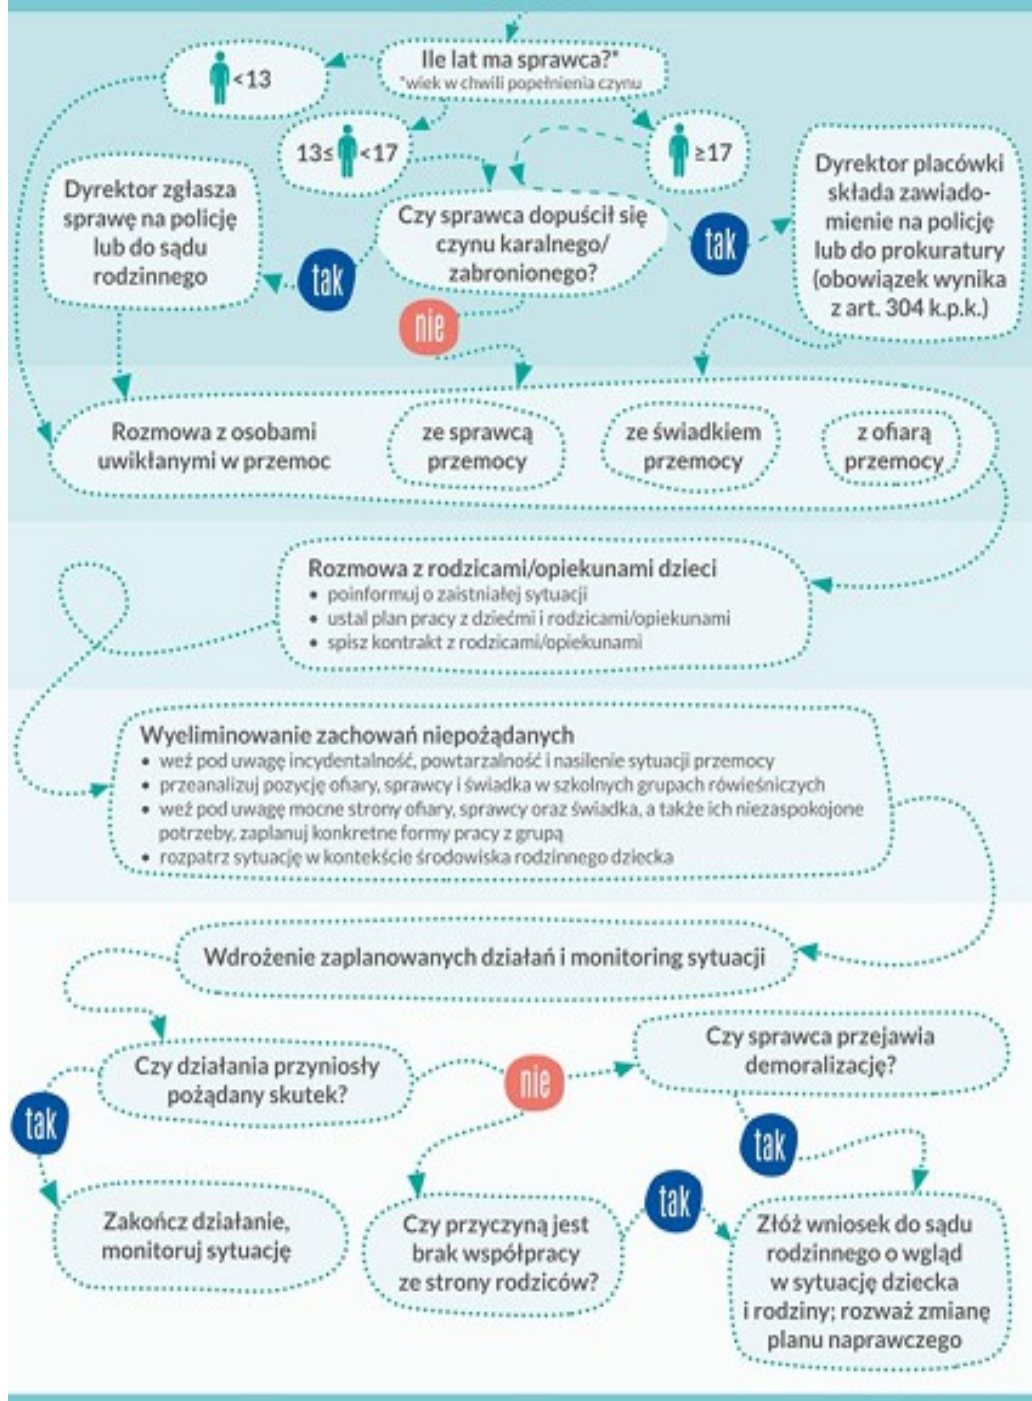 Ile lat ma sprawca?*
*wiek w chwili popełnienia czynu
<13
13≤ <17
≥17
Dyrektor zgłasza
sprawę na policję
lub do sądu
rodzinnego
tak
Czy sprawca dopuścił się
czynu karalnego/
zabronionego?
tak
Dyrektor placówki
składa zawiado-
mienie na policję
lub do prokuratury
(obowiązek wynika
z art. 304 k.p.k.)
nie
Rozmowa z osobami
uwikłanymi w przemoc
ze sprawcą
przemocy
ze świadkiem
przemocy
z ofiarą
przemocy
Rozmowa z rodzicami/opiekunami dzieci
• poinformuj o zaistniałej sytuacji
• ustal plan pracy z dziećmi i rodzicami/opiekunami
• spisz kontrakt z rodzicami/opiekunami
Wyeliminowanie zachowań niepożądanych
• weź pod uwagę incydentalność, powtarzalność i nasilenie sytuacji przemocy
• przeanalizuj pozycję ofiary, sprawcy i świadka w szkolnych grupach rówieśniczych
• weź pod uwagę mocne strony ofiary, sprawcy oraz świadka, a także ich niezaspokojone
potrzeby, zaplanuj konkretne formy pracy z grupą
• rozpatrz sytuację w kontekście środowiska rodzinnego dziecka
Wdrożenie zaplanowanych działań i monitoring sytuacji
Czy działania przyniosły
pożądany skutek?
nie
Czy sprawca przejawia
demoralizację?
tak
tak
Zakończ działanie,
monitoruj sytuację
Czy przyczyną jest
brak współpracy
ze strony rodziców?
tak
Złóż wniosek do sądu
rodzinnego o wgląd
w sytuację dziecka
i rodziny; rozważ zmianę
planu naprawczego